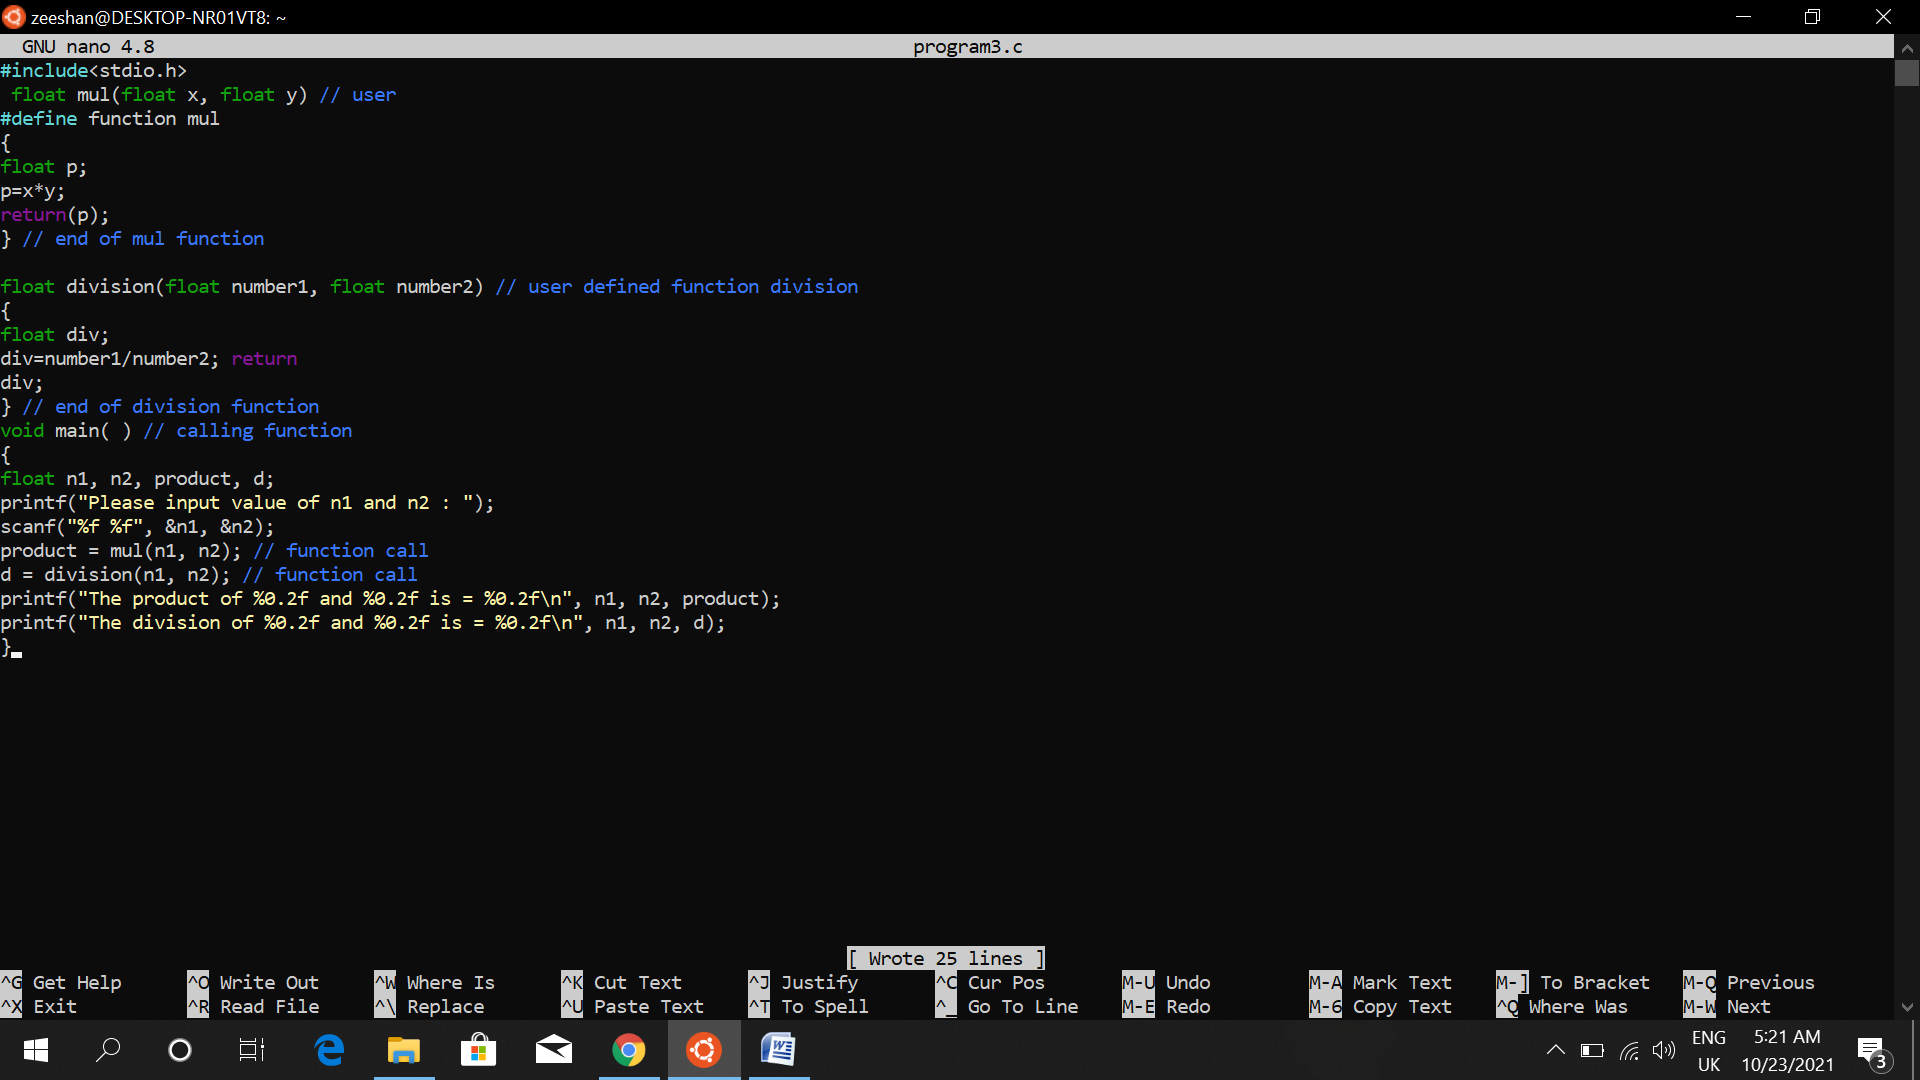 zeeshan@DESKTOP-NR01VT8: ~
GNU nano 4.8 program3.c
#include<stdio.h>
 float mul(float x, float y) // user
#define function mul
{
float p;
p=x*y;
return(p);
} // end of mul function

float division(float number1, float number2) // user defined function division
{
float div;
div=number1/number2; return
div;
} // end of division function
void main( ) // calling function
{
float n1, n2, product, d;
printf("Please input value of n1 and n2 : ");
scanf("%f %f", &n1, &n2);
product = mul(n1, n2); // function call
d = division(n1, n2); // function call
printf("The product of %0.2f and %0.2f is = %0.2f\n", n1, n2, product);
printf("The division of %0.2f and %0.2f is = %0.2f\n", n1, n2, d);
}
[ Wrote 25 lines ]
^G Get Help ^O Write Out ^W Where Is ^K Cut Text ^J Justify ^C Cur Pos M-U Undo M-A Mark Text M-] To Bracket M-Q Previous
^X Exit ^R Read File ^\ Replace ^U Paste Text ^T To Spell ^_ Go To Line M-E Redo M-6 Copy Text ^Q Where Was M-W Next
ENG 5:21 AM
UK 10/23/2021
3